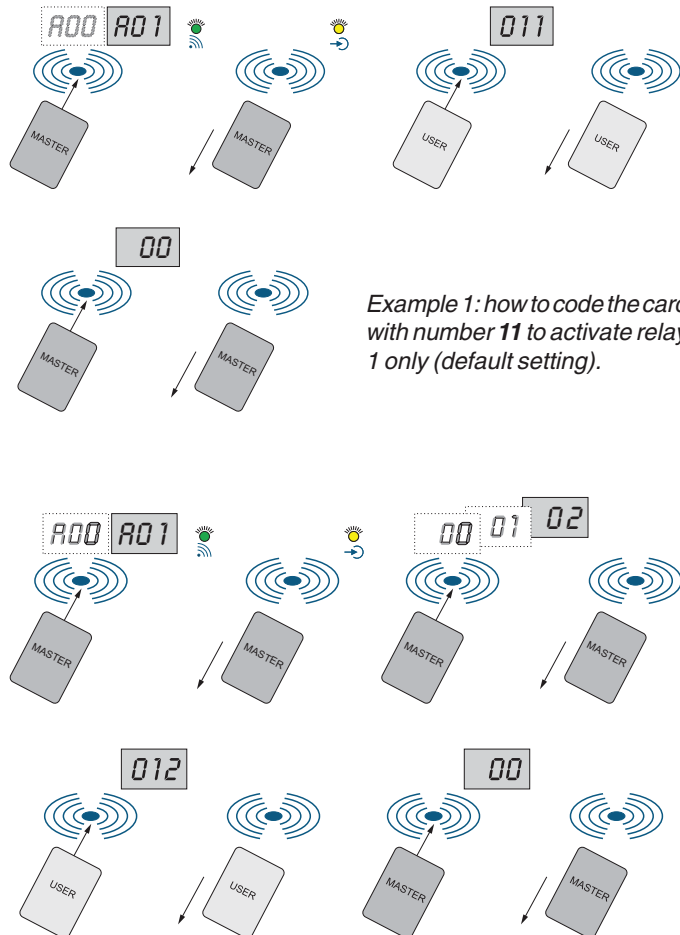 A00 A01 011
MASTER MASTER USER USER
00
MASTER MASTER
Example 1: how to code the card
with number 11 to activate relay
1 only (default setting).
A00 A01 00 01 02
MASTER MASTER MASTER MASTER
012 00
USER USER MASTER MASTER